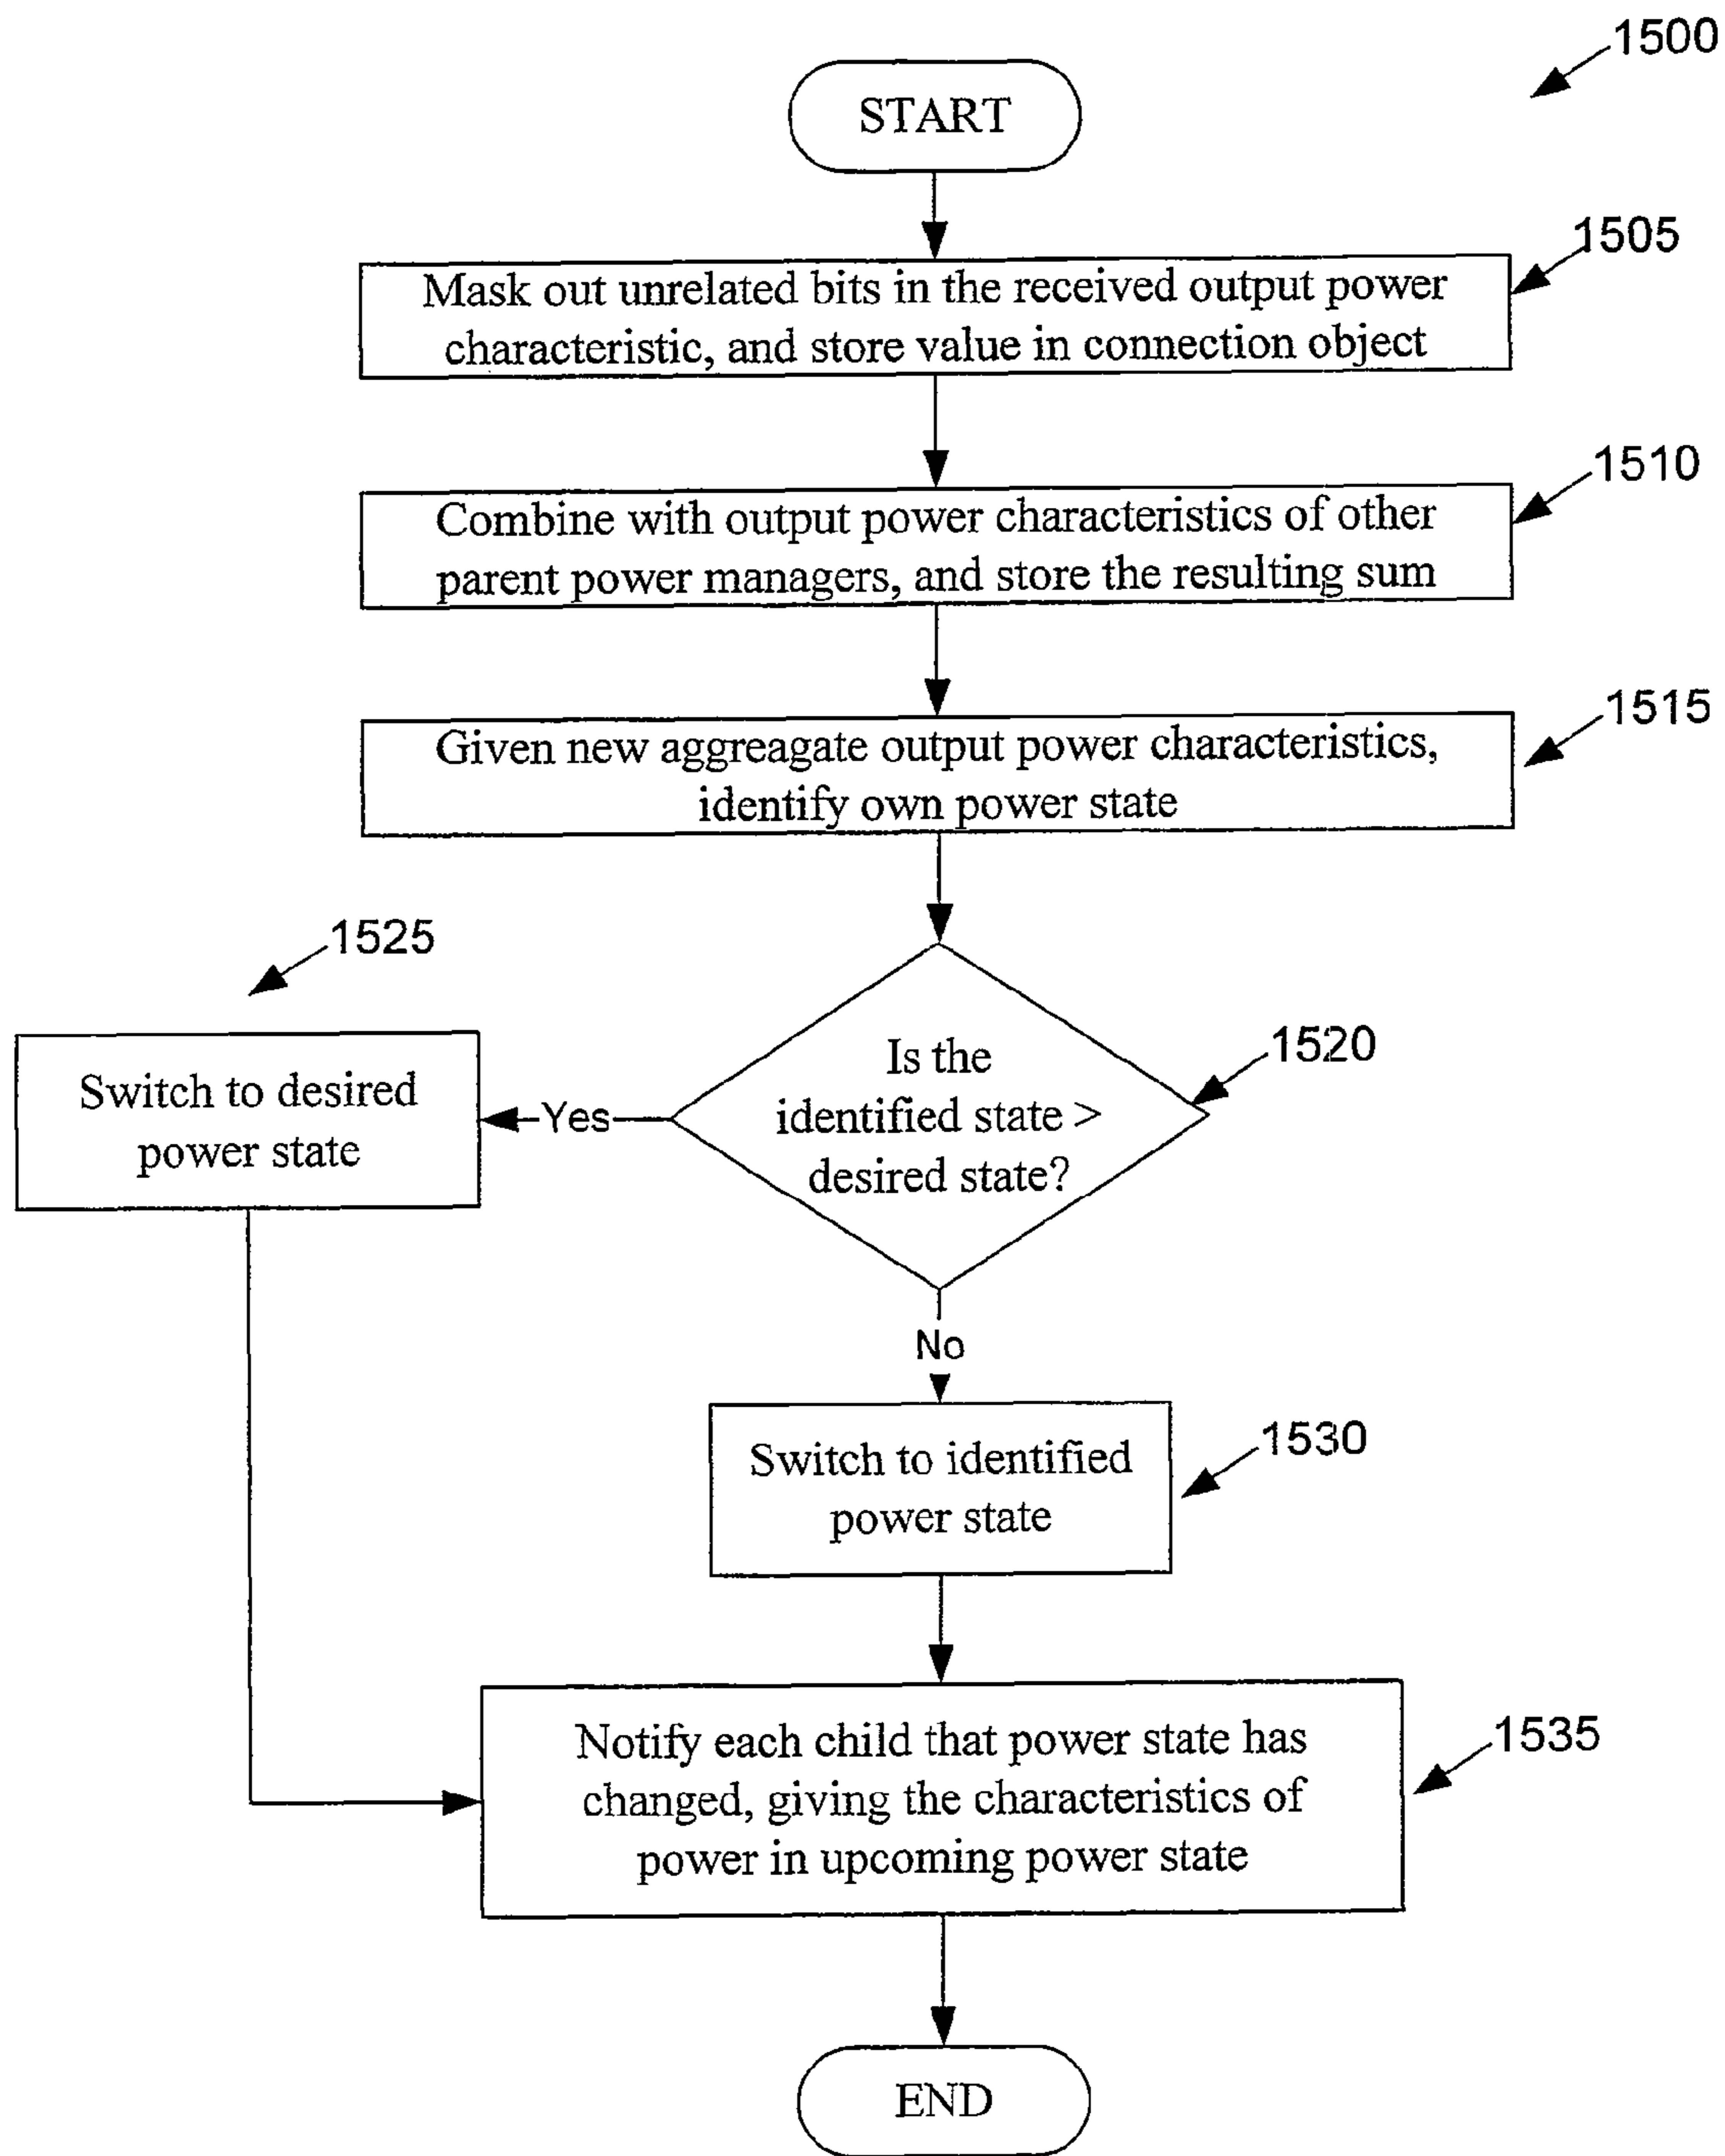 1500
START
1505
Mask out unrelated bits in the received output power
characteristic, and store value in connection object
1510
Combine with output power characteristics of other
parent power managers, and store the resulting sum
1515
Given new aggreagate output power characteristics,
identify own power state
1520
Is the
identified state >
desired state?
Yes
1525
Switch to desired
power state
No
1530
Switch to identified
power state
1535
Notify each child that power state has
changed, giving the characteristics of
power in upcoming power state
END